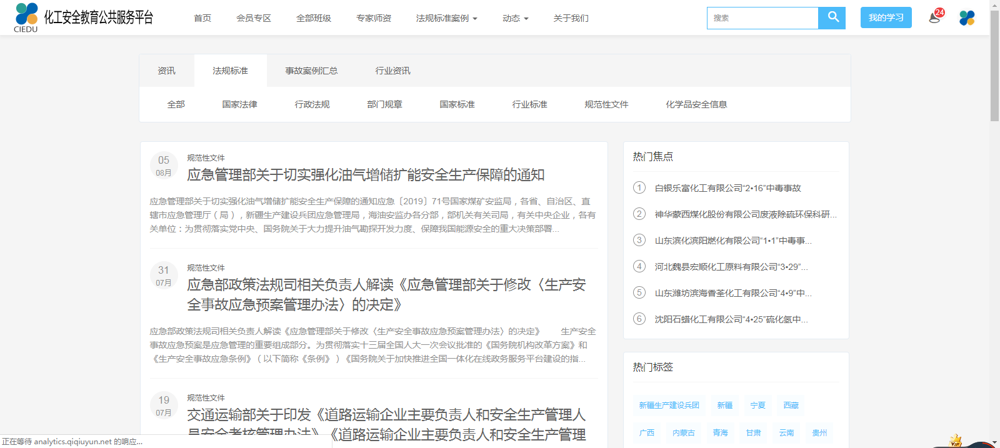 CIEDU
化工安全教育公共服务平台
首页 会员专区 全部班级 专家师资 法规标准案例 动态 关于我们
搜索
我的学习
24
资讯 法规标准 事故案例汇总 行业资讯
全部 国家法律 行政法规 部门规章 国家标准 行业标准 规范性文件 化学品安全信息
05
08月
规范性文件
应急管理部关于切实强化油气增储扩能安全生产保障的通知
应急管理部关于切实强化油气增储扩能安全生产保障的通知应急〔2019〕71号国家煤矿安监局，各省、自治区、直
辖市应急管理厅（局），新疆生产建设兵团应急管理局，海油安监办各分部，部机关有关司局，有关中央企业，各有
关单位：为贯彻落实党中央、国务院关于大力提升油气勘探开发力度、保障我国能源安全的重大决策部署...
31
07月
规范性文件
应急部政策法规司相关负责人解读《应急管理部关于修改〈生产安
全事故应急预案管理办法〉的决定》
应急部政策法规司相关负责人解读《应急管理部关于修改〈生产安全事故应急预案管理办法〉的决定》 生产安全
事故应急预案是应急管理的重要组成部分。为贯彻落实十三届全国人大一次会议批准的《国务院机构改革方案》和
《生产安全事故应急条例》（以下简称《条例》）《国务院关于加快推进全国一体化在线政务服务平台建设的指...
19
07月
规范性文件
交通运输部关于印发《道路运输企业主要负责人和安全生产管理人
员安全考核管理办法》《道路运输企业主要负责人和安全生产管理
热门焦点
1 白银乐富化工有限公司“2•16”中毒事故
2 神华蒙西煤化股份有限公司废液除硫环保科研...
3 山东滨化滨阳燃化有限公司“1•1”中毒事...
4 河北魏县宏顺化工原料有限公司“3•29”...
5 山东潍坊滨海香荃化工有限公司“4•9”中...
6 沈阳石蜡化工有限公司“4•25”硫化氢中...
热门标签
新疆生产建设兵团 新疆 宁夏 西藏
广西 内蒙古 青海 甘肃 云南 贵州
VIP
正在等待 analytics.qiqiuyun.net 的响应...